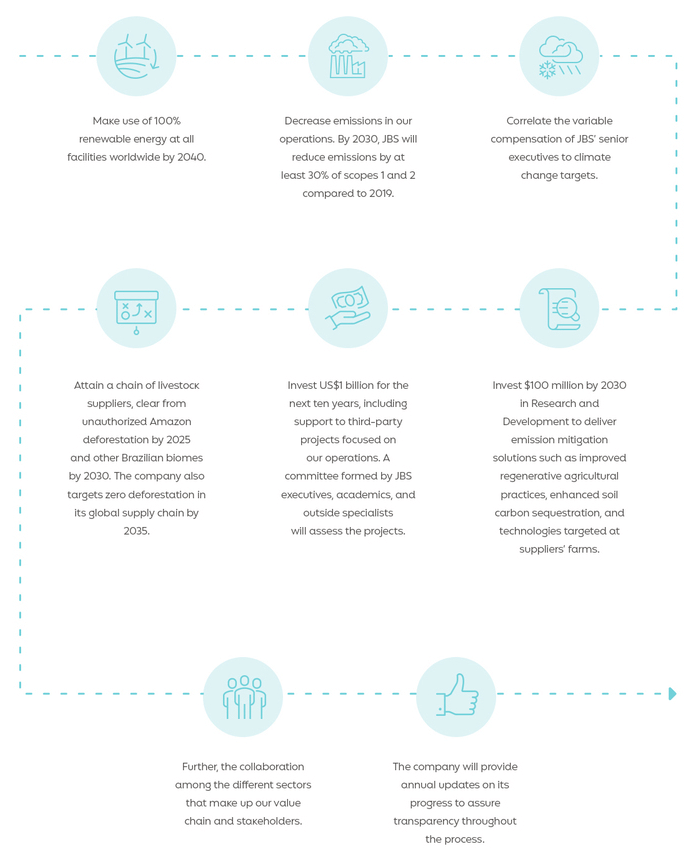 Make use of 100%
renewable energy at all
facilities worldwide by 2040.
Decrease emissions in our
operations. By 2030, JBS will
reduce emissions by at
least 30% of scopes 1 and 2
compared to 2019.
Correlate the variable
compensation of JBS' senior
executives to climate
change targets.
Attain a chain of livestock
suppliers, clear from
unauthorized Amazon
deforestation by 2025
and other Brazilian biomes
by 2030. The company also
targets zero deforestation in
its global supply chain by
2035.
Invest US$1 billion for the
next ten years, including
support to third-party
projects focused on
our operations. A
committee formed by JBS
executives, academics, and
outside specialists
will assess the projects.
Invest $100 million by 2030
in Research and
Development to deliver
emission mitigation
solutions such as improved
regenerative agricultural
practices, enhanced soil
carbon sequestration, and
technologies targeted at
suppliers' farms.
Further, the collaboration
among the different sectors
that make up our value
chain and stakeholders.
The company will provide
annual updates on its
progress to assure
transparency throughout
the process.